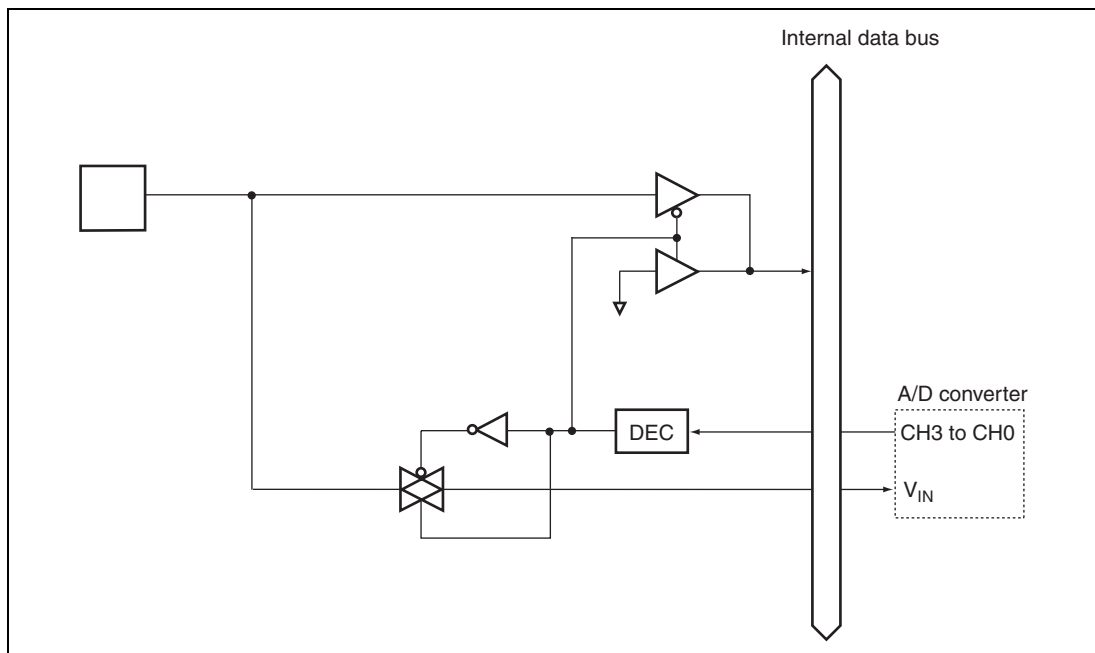 Internal data bus
A/D converter
DEC
CH3 to CH0
VIN